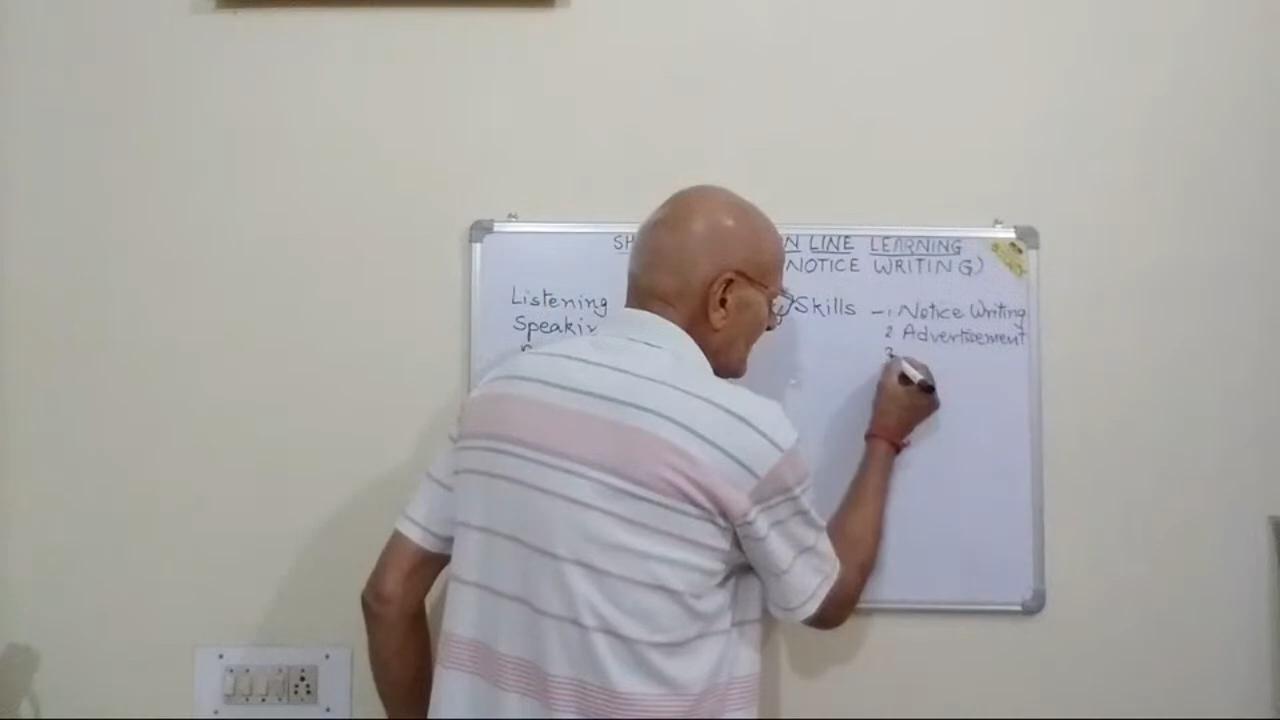 SH N LINE LEARNING
NOTICE WRITING)
Listening
Speakin
Skills - 1 Notice Writing
2 Advertisement
3